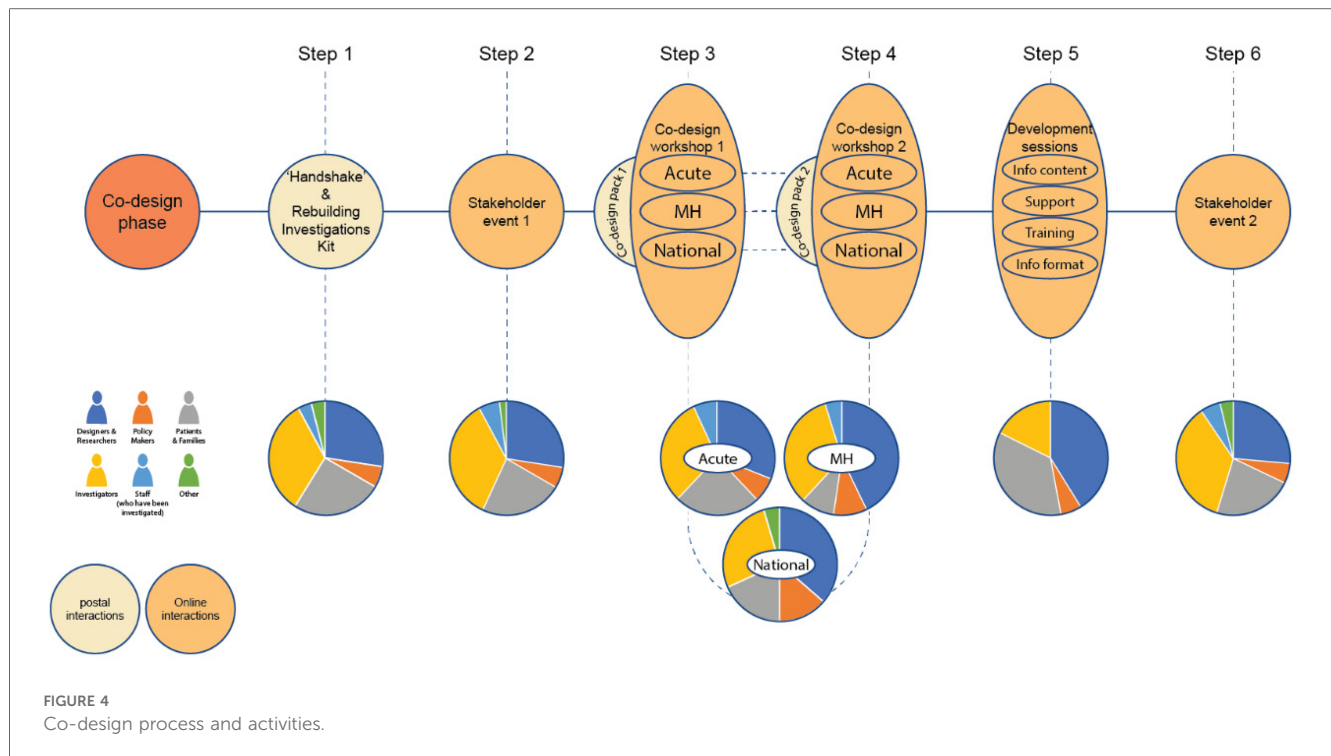 Step 1
Step 2
Step 3
Step 4
Step 5
Step 6
Co-design
phase
'Handshake'
&
Rebuilding
Investigations
Kit
Stakeholder
event 1
Co-design pack 1
Co-design
workshop 1
Acute
MH
National
Co-design pack 2
Co-design
workshop 2
Acute
MH
National
Development
sessions
Info content
Support
Training
Info format
Stakeholder
event 2
Designers &
Researchers
Policy
Makers
Patients
& Families
Investigators
Staff
(who have been
investigated)
Other
Acute
MH
National
postal
interactions
Online
interactions
FIGURE 4
Co-design process and activities.